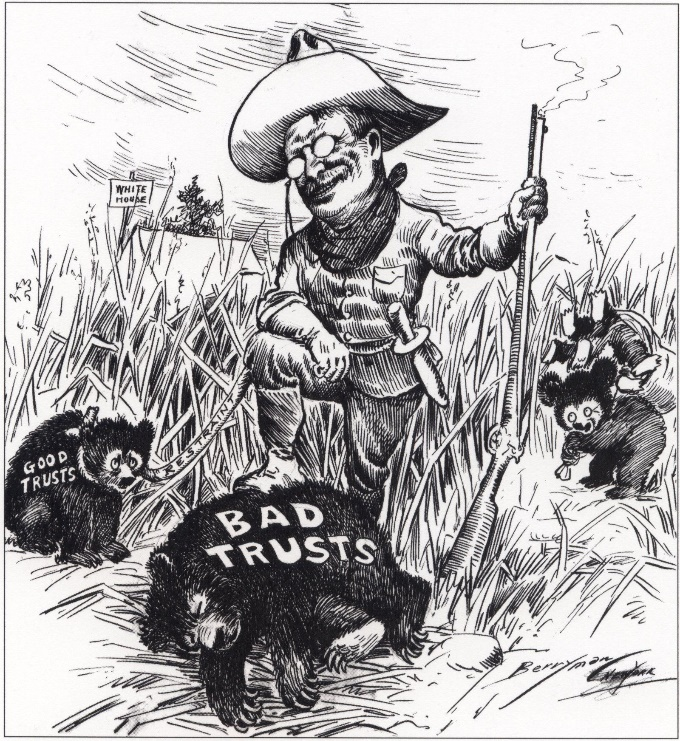 WHITE
HOUSE
GOOD
TRUSTS
RESTRAINT
BAD
TRUSTS
Berryman